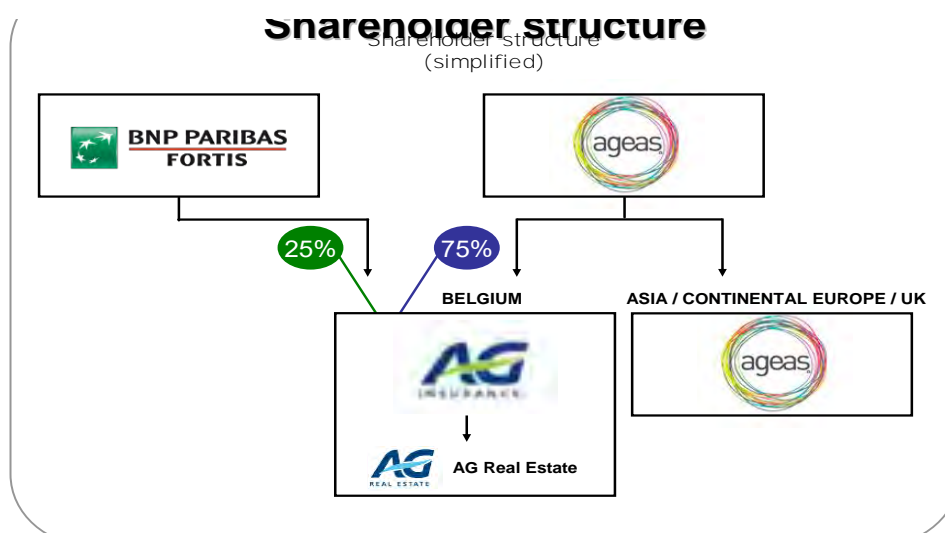 Shareholder structure
Shareholder structure
(simplified)
BNP PARIBAS
FORTIS
ageas
25%
75%
BELGIUM
ASIA / CONTINENTAL EUROPE / UK
AG
INSURANCE
ageas
AG
REAL ESTATE
AG Real Estate